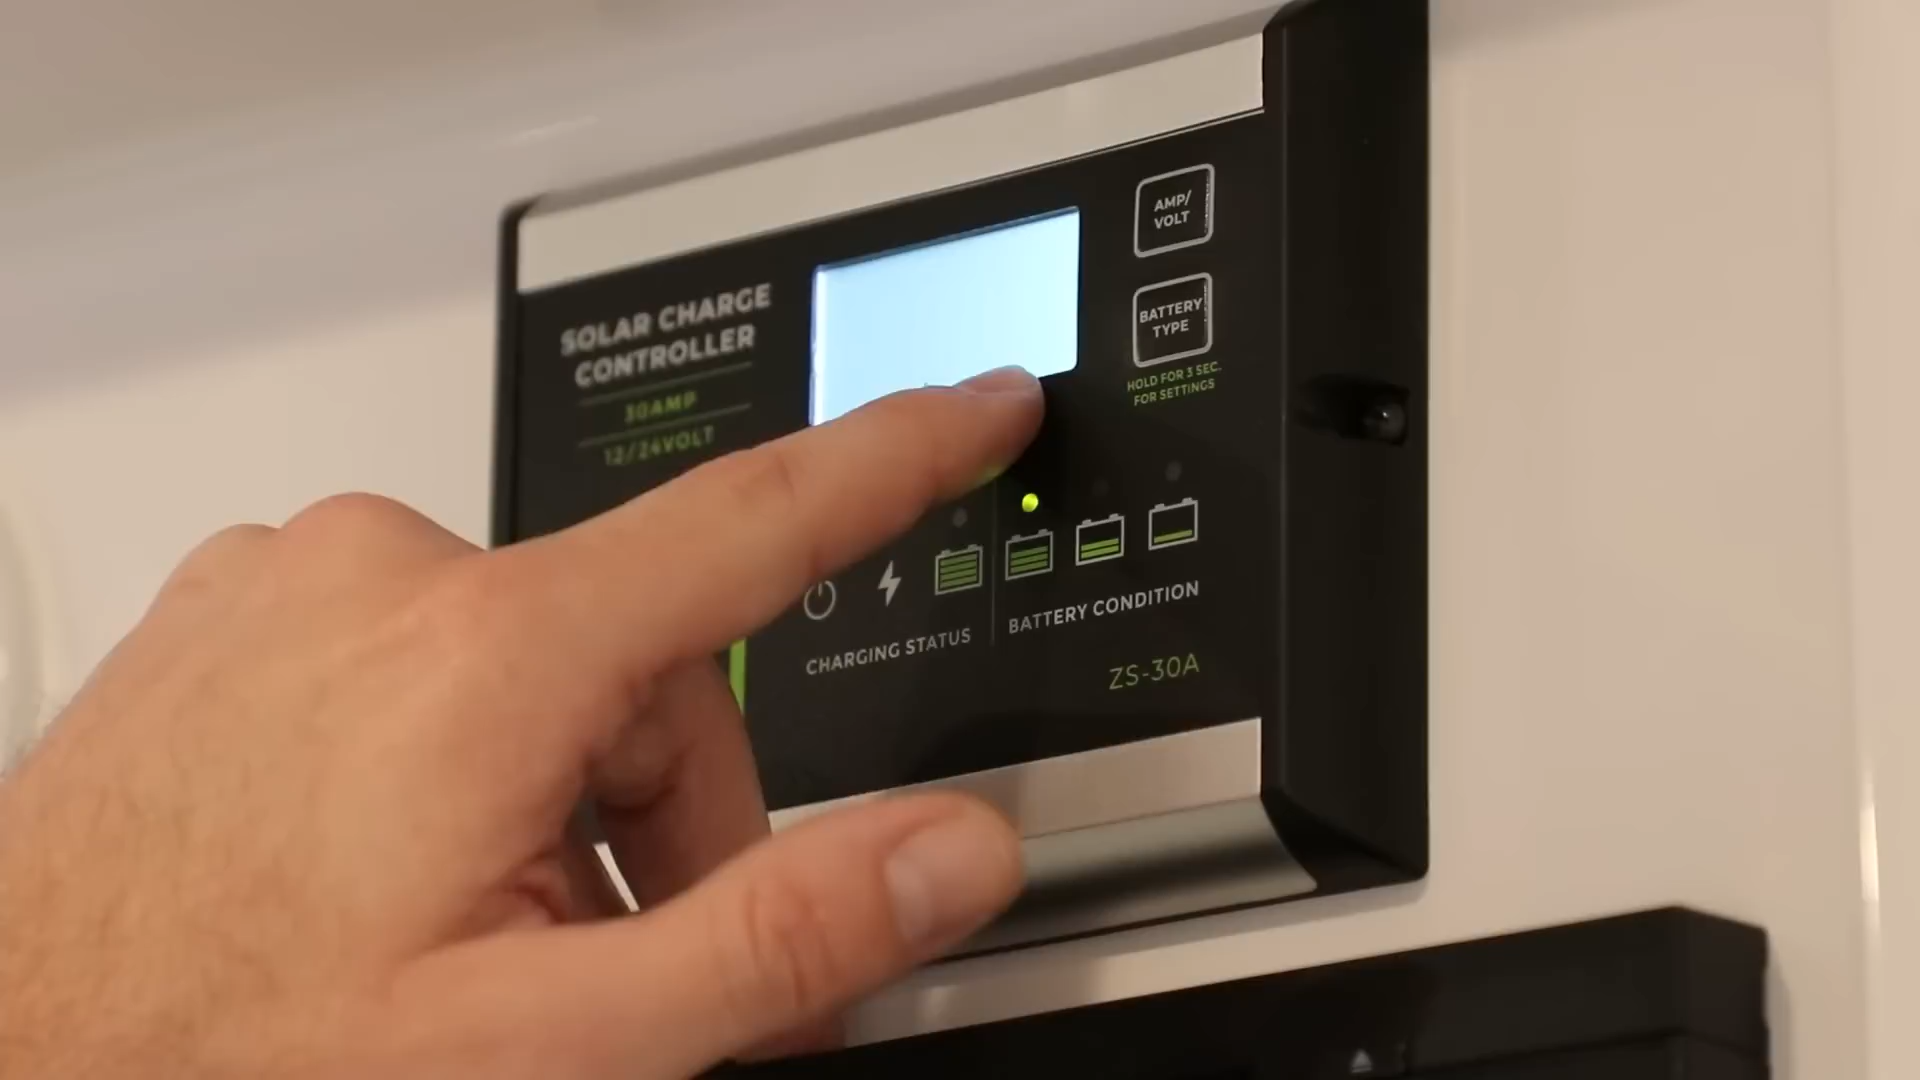 SOLAR CHARGE
CONTROLLER
30AMP
12/24VOLT
AMP/
VOLT
BATTERY
TYPE
HOLD FOR 3 SEC.
FOR SETTINGS
CHARGING STATUS
BATTERY CONDITION
ZS-30A